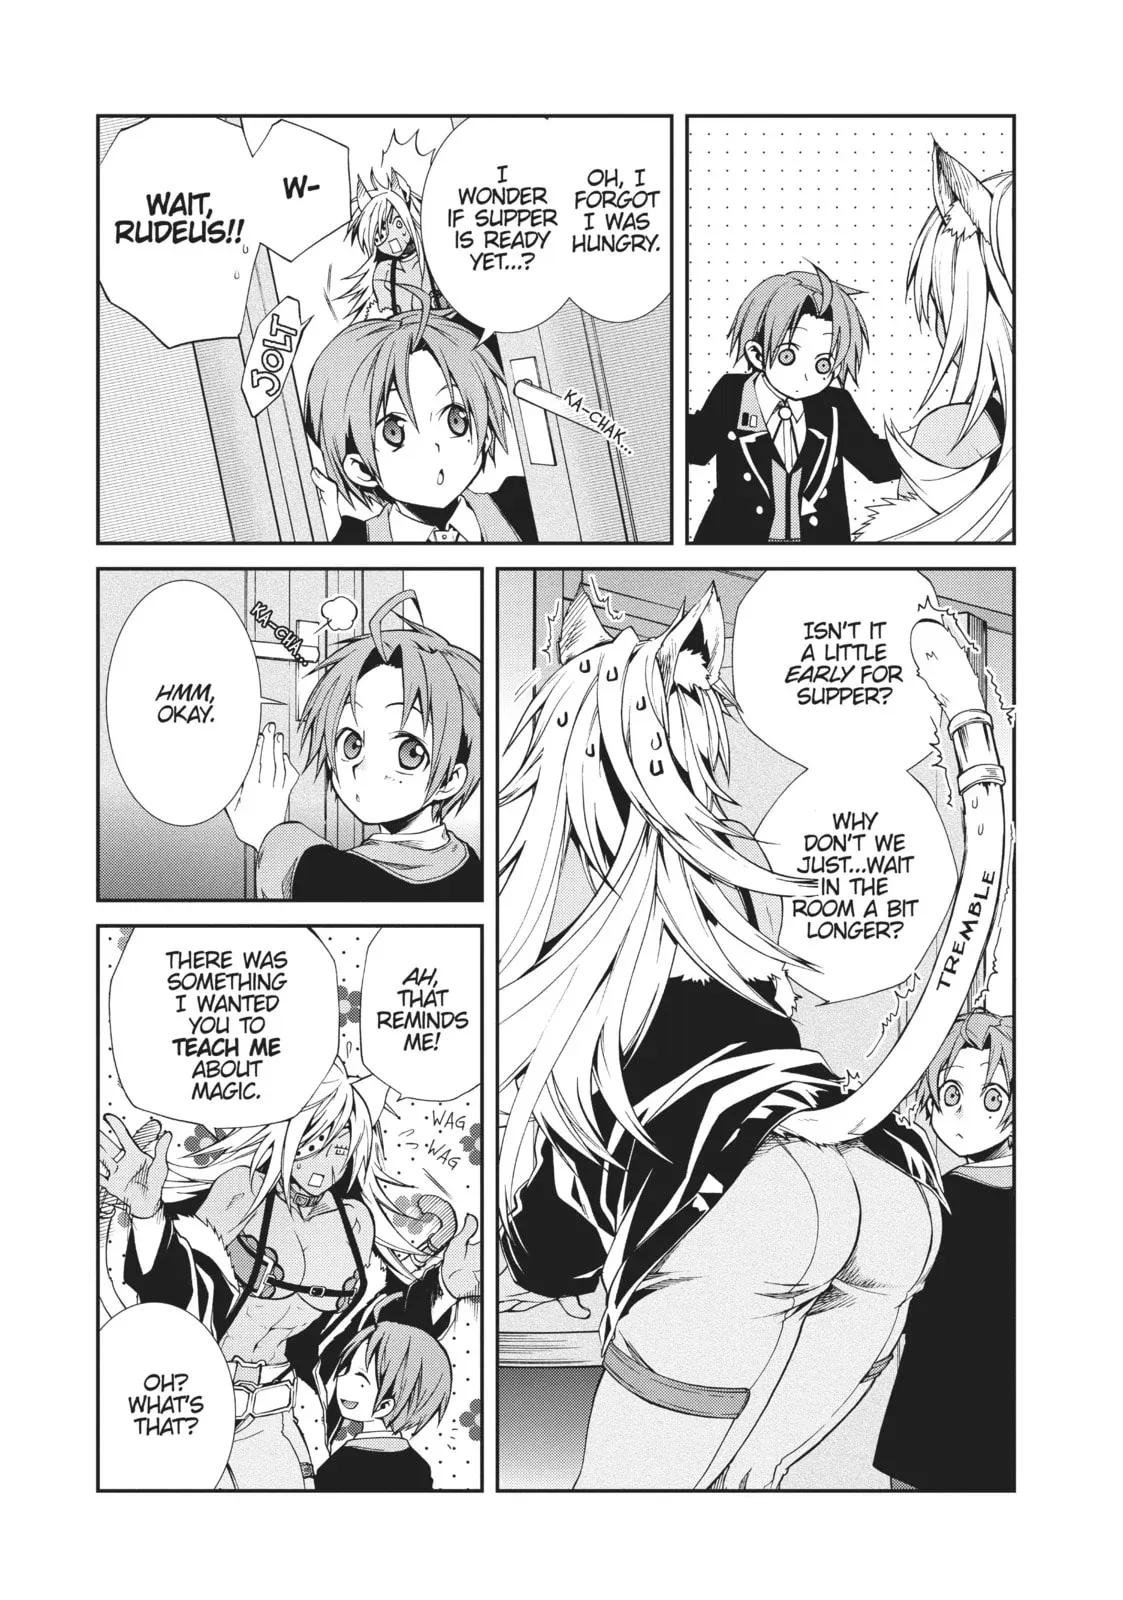 OH, I
FORGOT
I WAS
HUNGRY.
I
WONDER
IF SUPPER
IS READY
YET...?
KA-CHAK...
W-
WAIT,
RUDEUS!!
JOLT
ISN'T IT
A LITTLE
EARLY FOR
SUPPER?
WHY
DON'T WE
JUST...WAIT
IN THE
ROOM A BIT
LONGER?
TREMBLE
KA-CHA...
HMM,
OKAY.
AH,
THAT
REMINDS
ME!
THERE WAS
SOMETHING
I WANTED
YOU TO
TEACH ME
ABOUT
MAGIC.
WAG
WAG
OH?
WHAT'S
THAT?